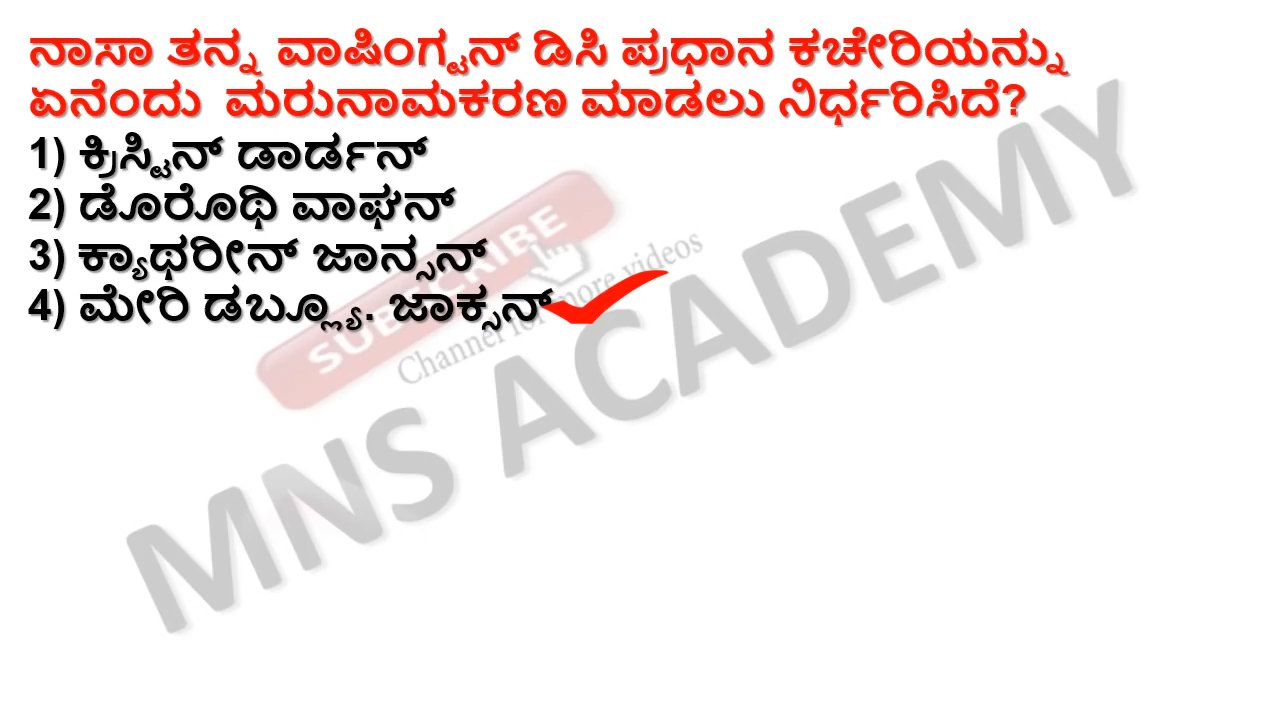 ನಾಸಾ ತನ್ನ ವಾಷಿಂಗ್ಟನ್ ಡಿಸಿ ಪ್ರಧಾನ ಕಚೇರಿಯನ್ನು
ಏನೆಂದು ಮರುನಾಮಕರಣ ಮಾಡಲು ನಿರ್ಧರಿಸಿದೆ?
1) ಕ್ರಿಸ್ಟಿನ್ ಡಾರ್ಡನ್
2) ಡೊರೊಥಿ ವಾಘನ್
3) ಕ್ಯಾಥರೀನ್ ಜಾನ್ಸನ್
4) ಮೇರಿ ಡಬ್ಲ್ಯೂ. ಜಾಕ್ಸನ್
SUBSCRIBE
Channel for more videos
MNS ACADEMY